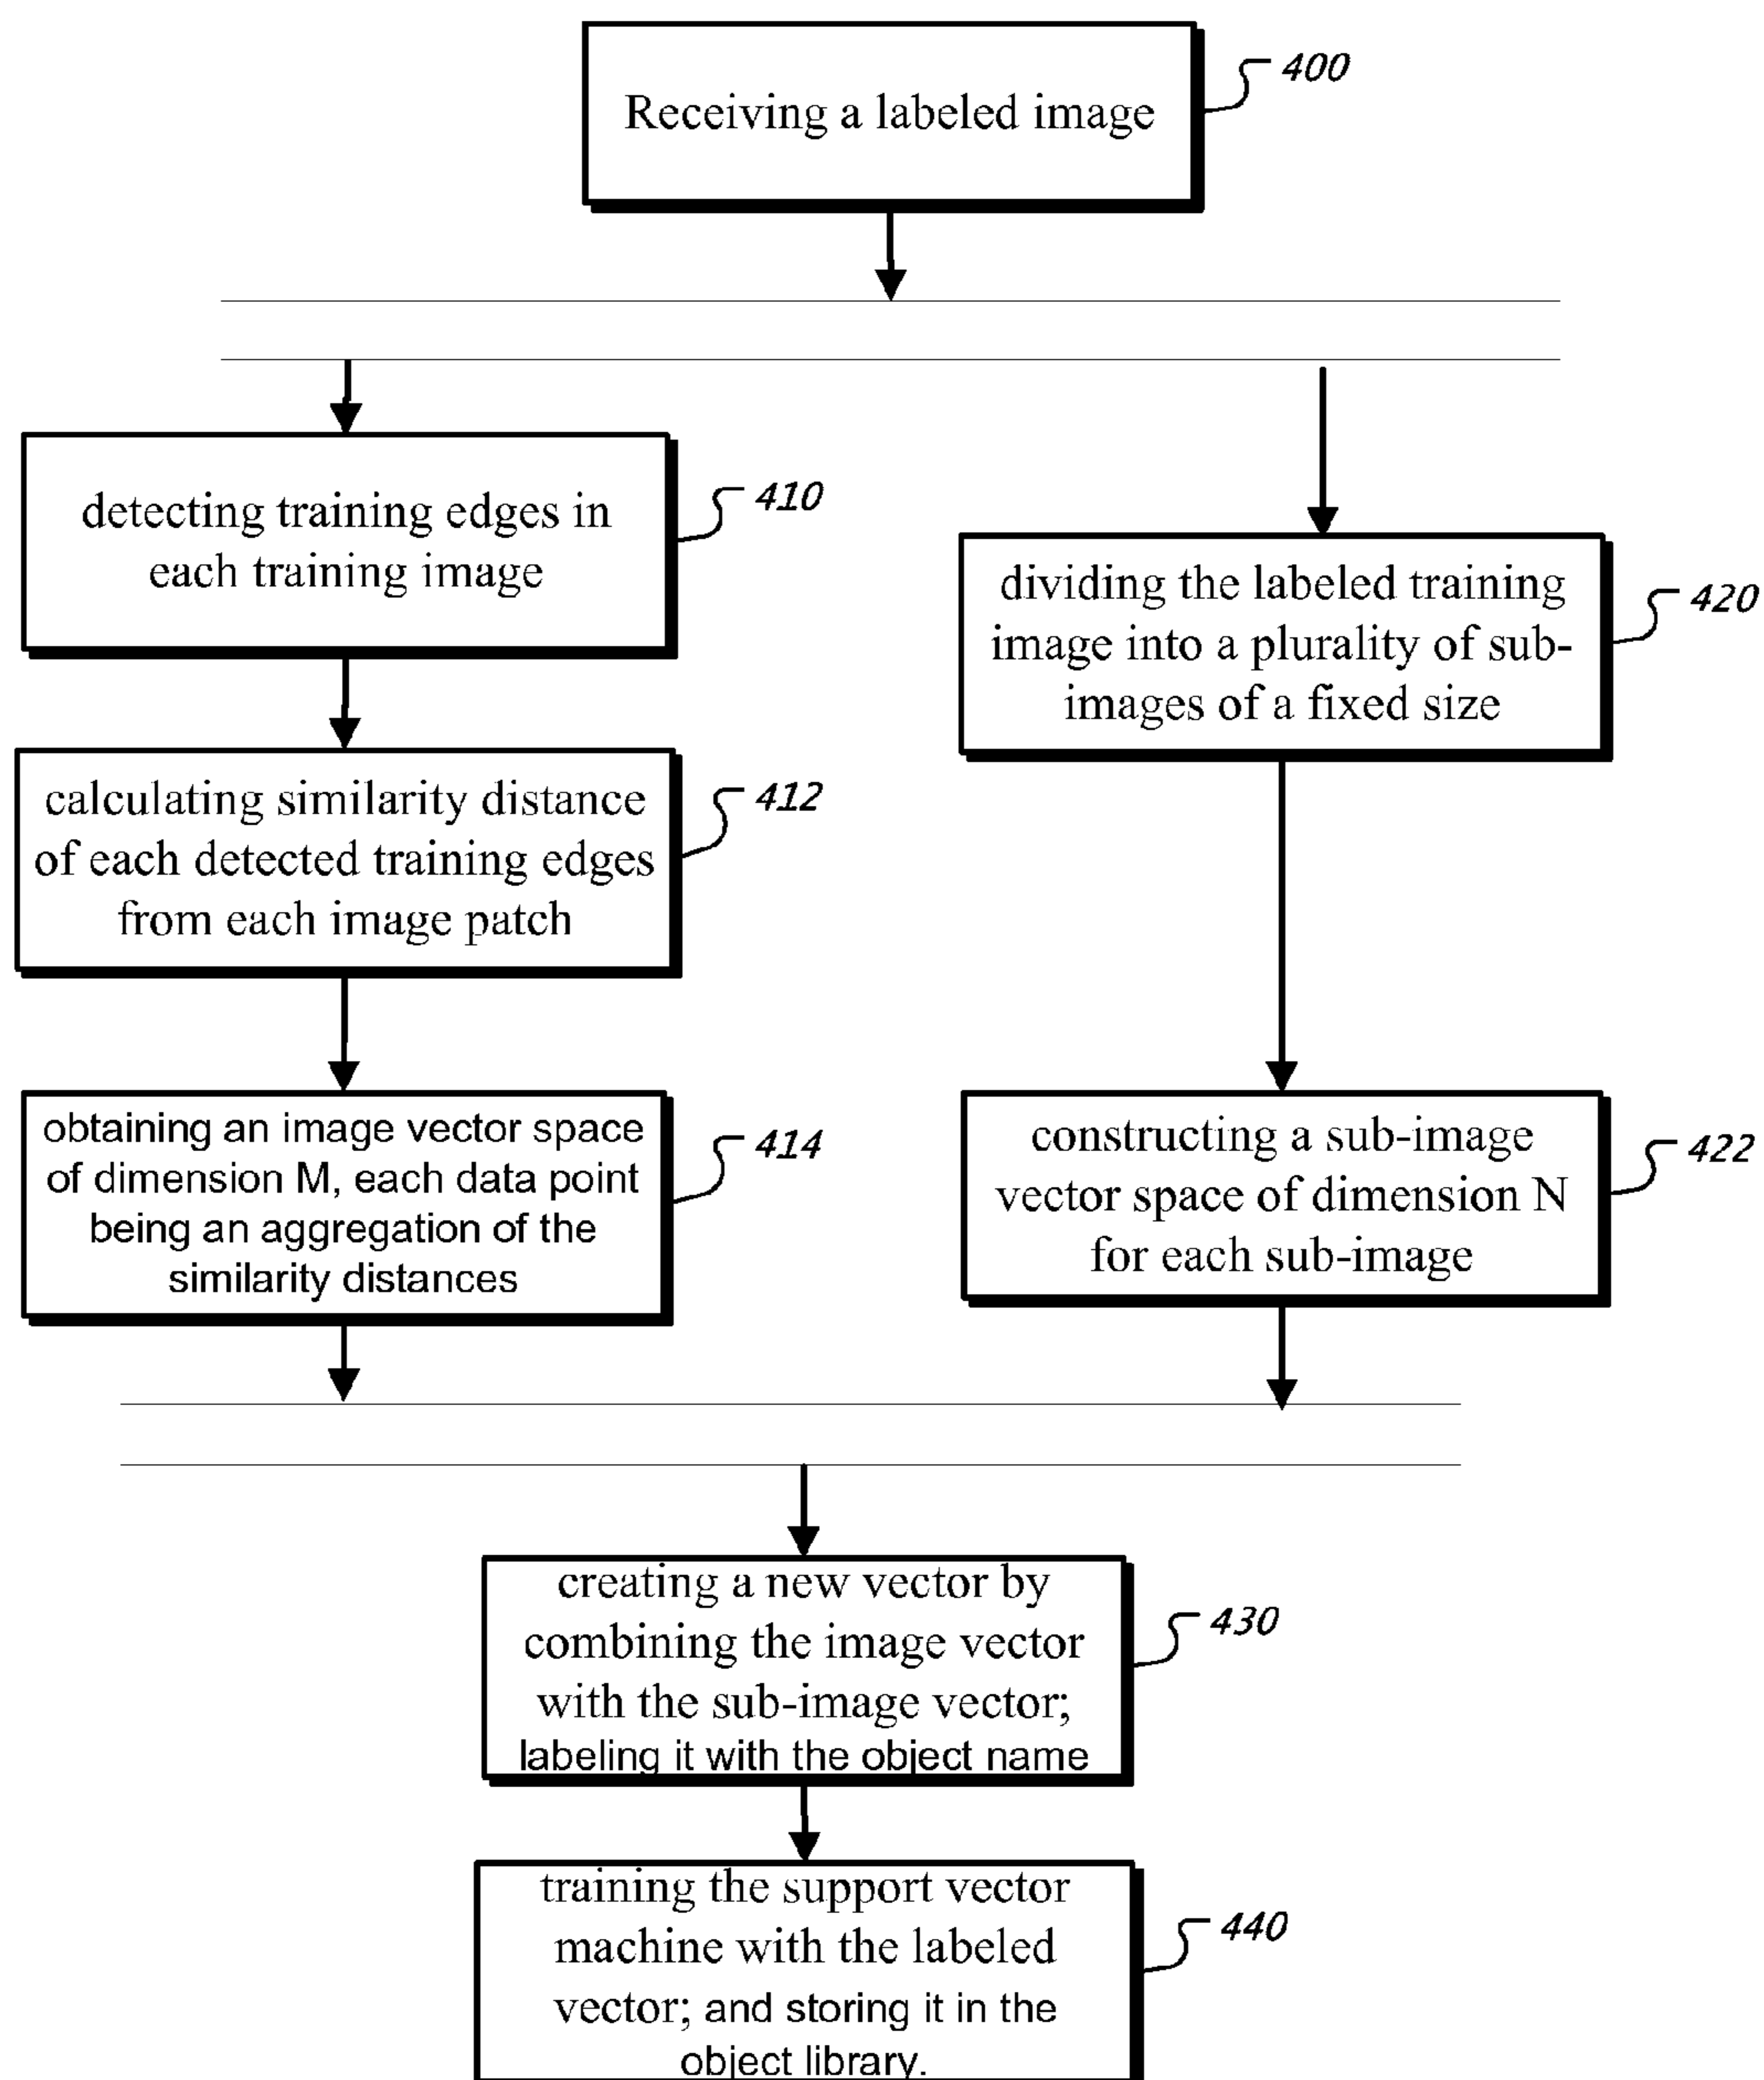 Receiving a labeled image
400
detecting training edges in
each training image
410
dividing the labeled training
image into a plurality of sub-
images of a fixed size
420
calculating similarity distance
of each detected training edges
from each image patch
412
obtaining an image vector space
of dimension M, each data point
being an aggregation of the
similarity distances
414
constructing a sub-image
vector space of dimension N
for each sub-image
422
creating a new vector by
combining the image vector
with the sub-image vector;
labeling it with the object name
430
training the support vector
machine with the labeled
vector; and storing it in the
object library.
440